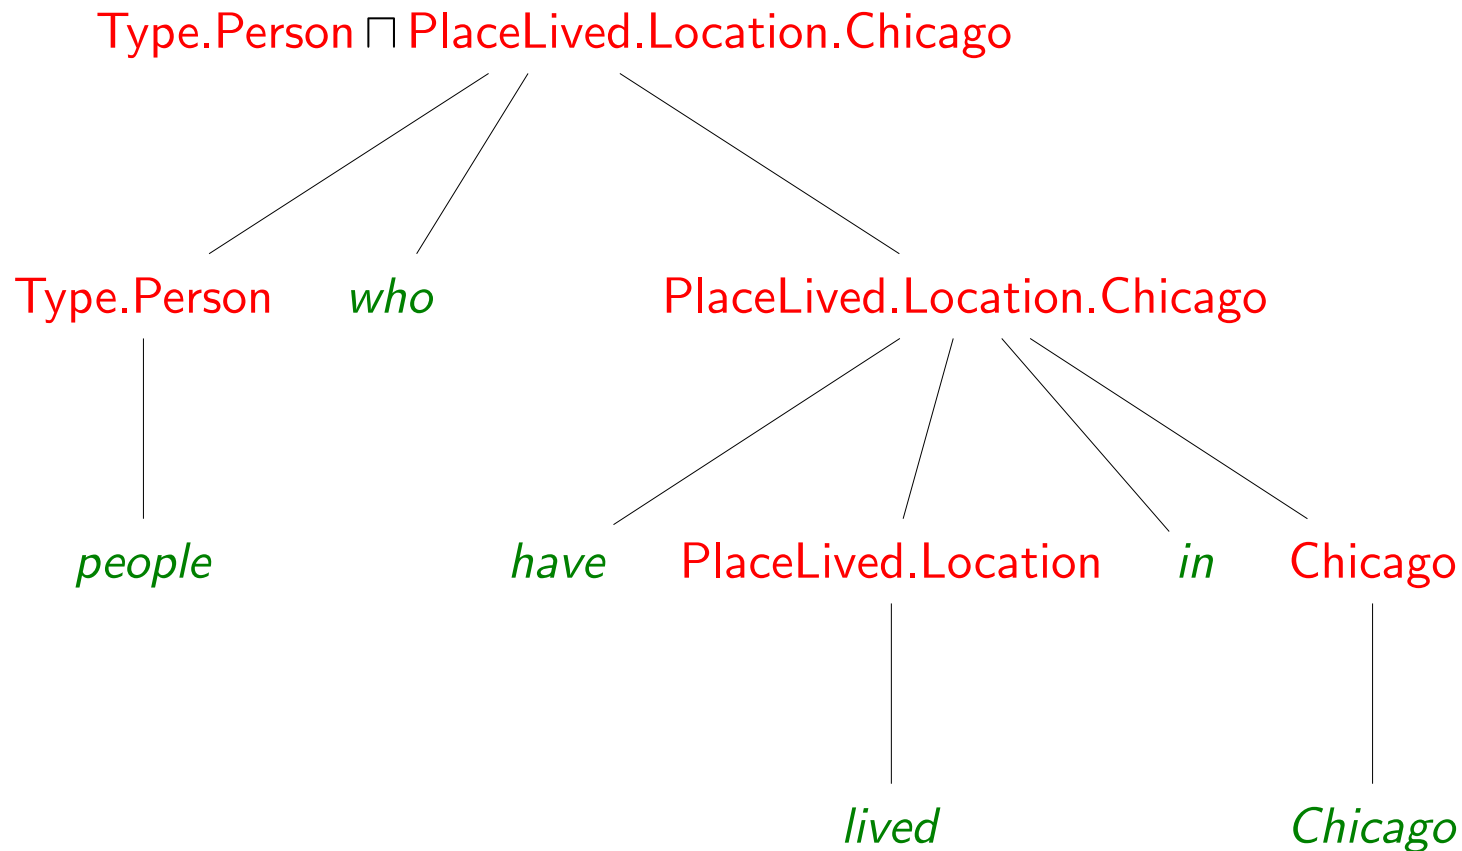 Type.Person ⊓ PlaceLived.Location.Chicago
Type.Person who PlaceLived.Location.Chicago
people have PlaceLived.Location in Chicago
lived Chicago